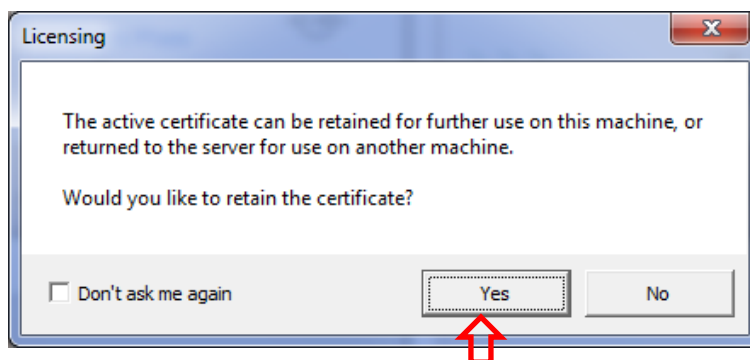 Licensing
The active certificate can be retained for further use on this machine, or
returned to the server for use on another machine.
Would you like to retain the certificate?
Don't ask me again
Yes
No